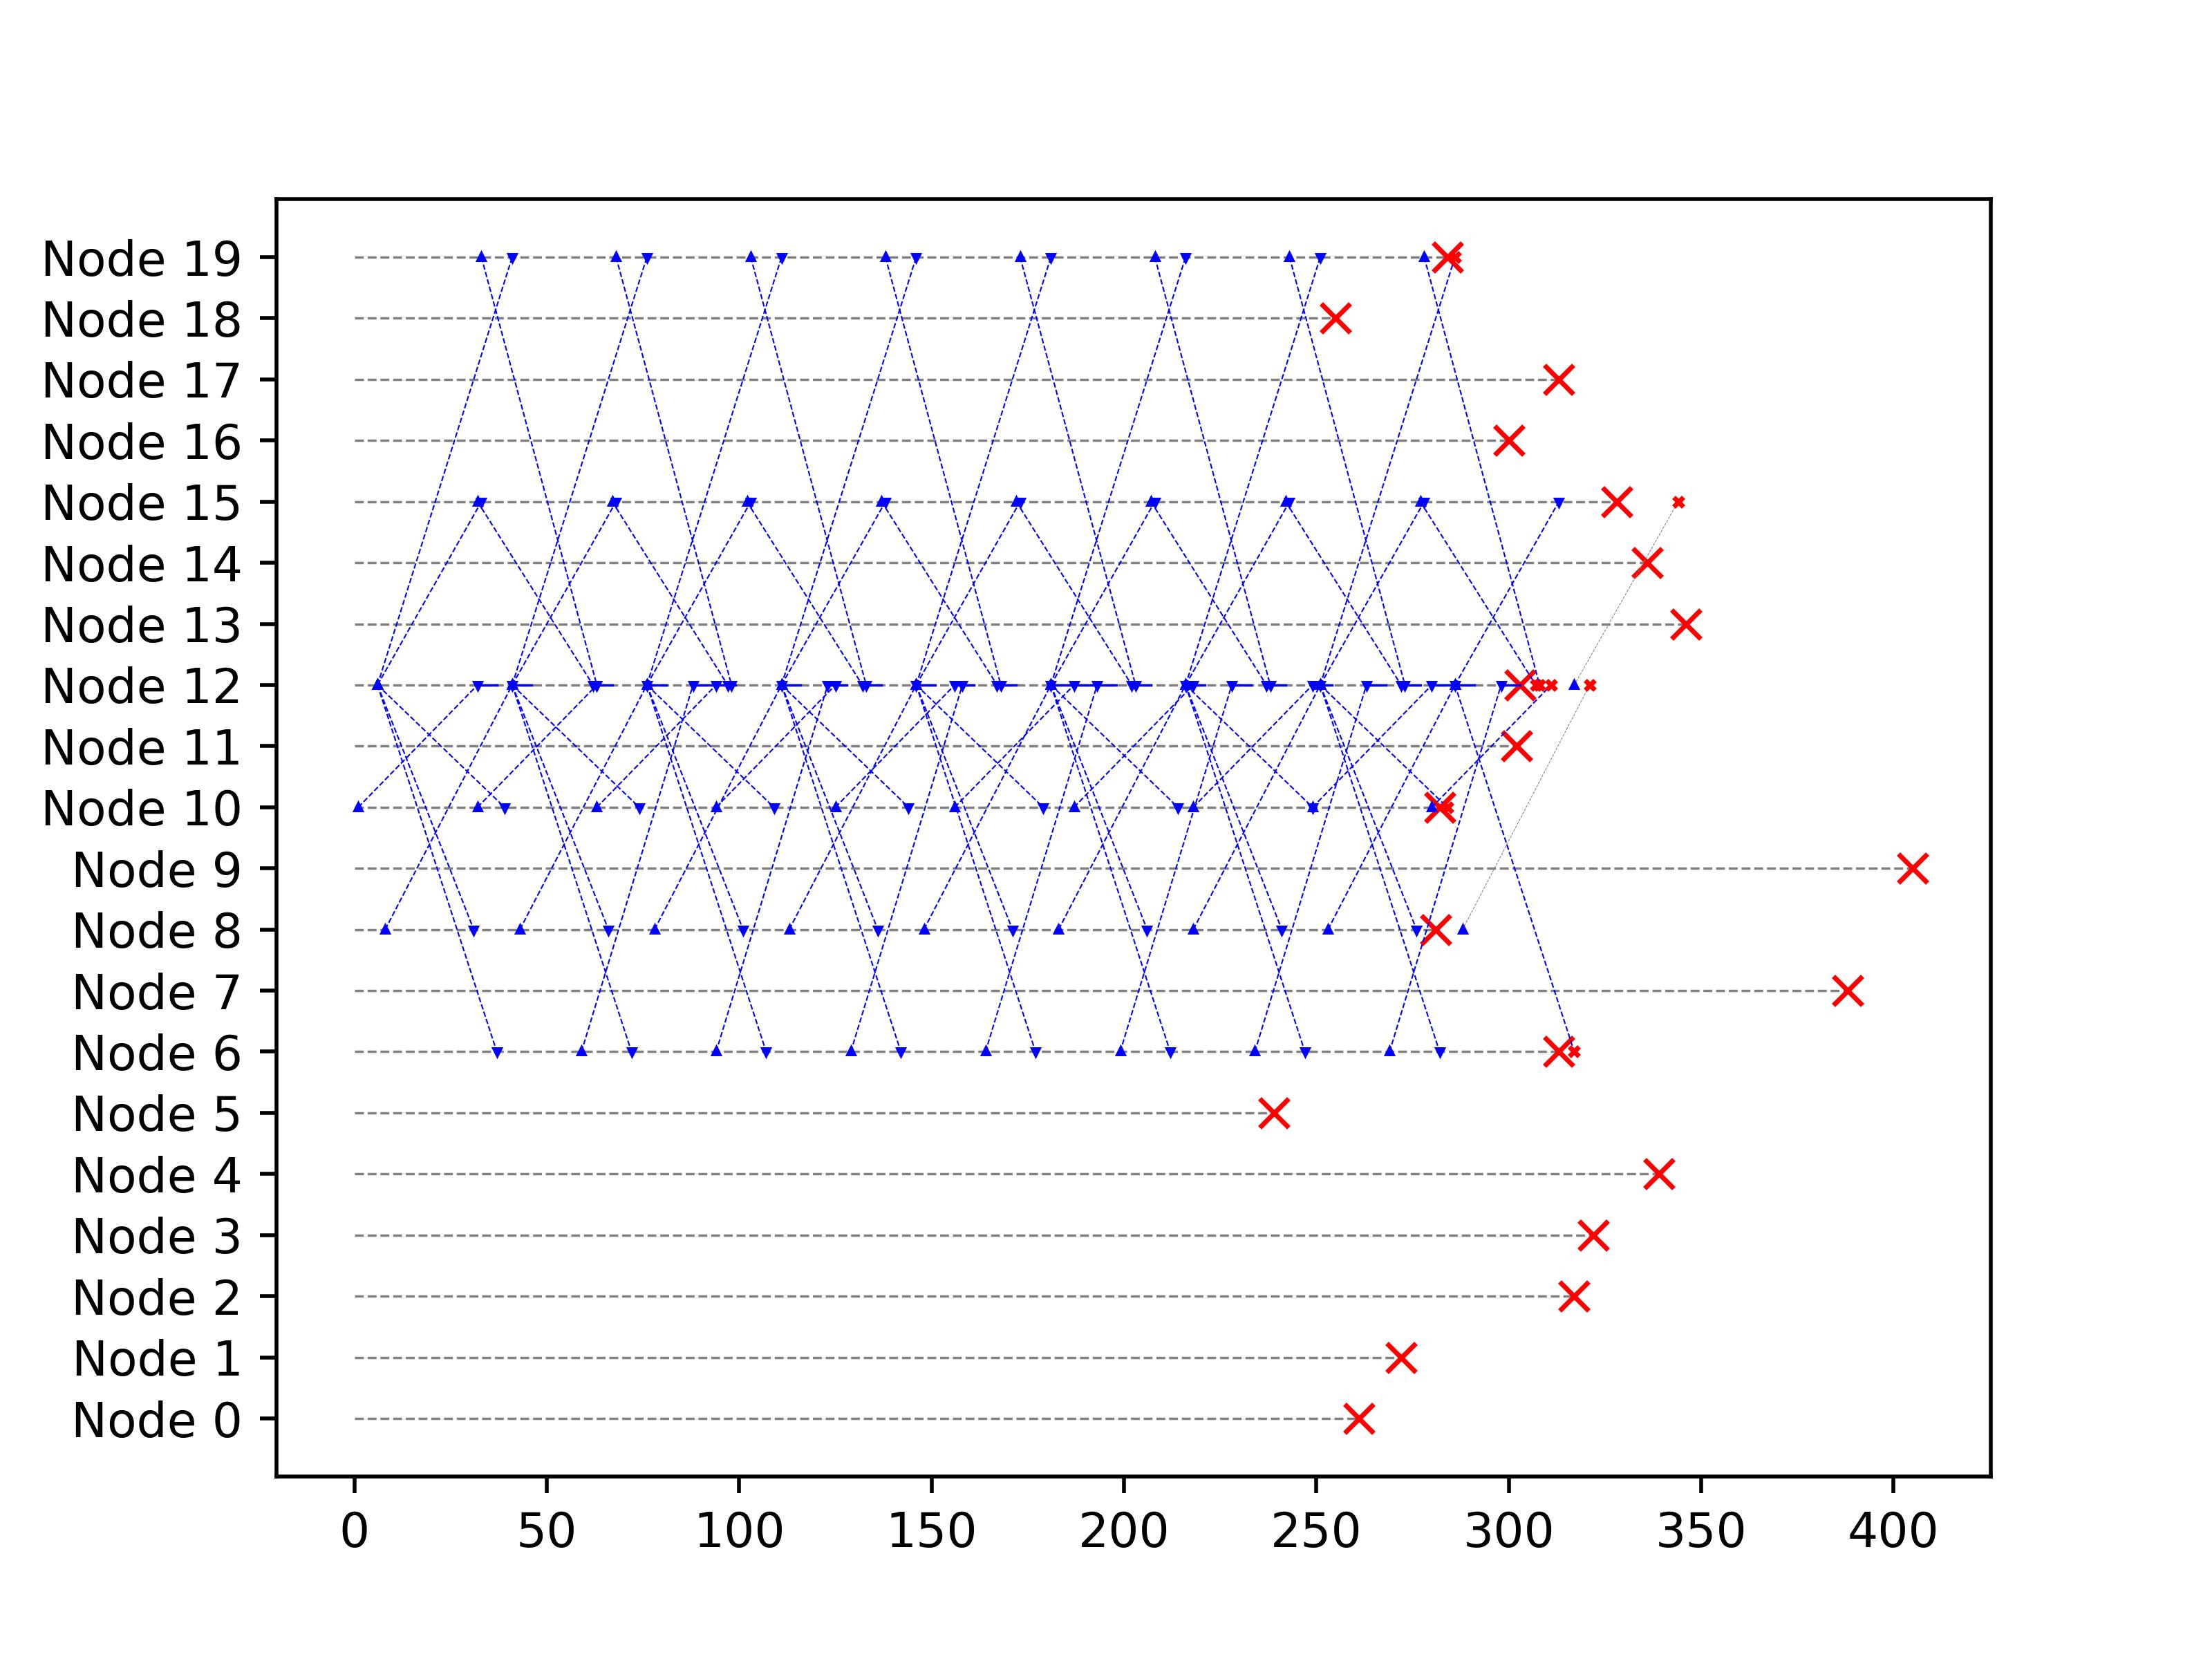 Node 19
Node 18
Node 17
Node 16
Node 15
Node 14
Node 13
Node 12
Node 11
Node 10
Node 9
Node 8
Node 7
Node 6
Node 5
Node 4
Node 3
Node 2
Node 1
Node 0
0 50 100 150 200 250 300 350 400